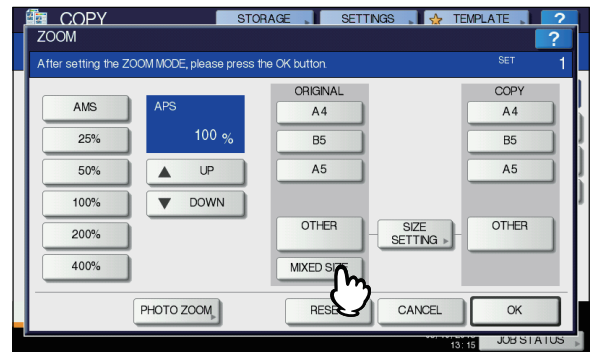 COPY STORAGE SETTINGS TEMPLATE ?
ZOOM ?
After setting the ZOOM MODE, please press the OK button. SET 1
ORIGINAL COPY
AMS APS A4 A4
25% 100 % B5 B5
50% UP A5 A5
100% DOWN
200% OTHER SIZE SETTING OTHER
400% MIXED SIZE
PHOTO ZOOM RESET CANCEL OK
13:15 JOB STATUS